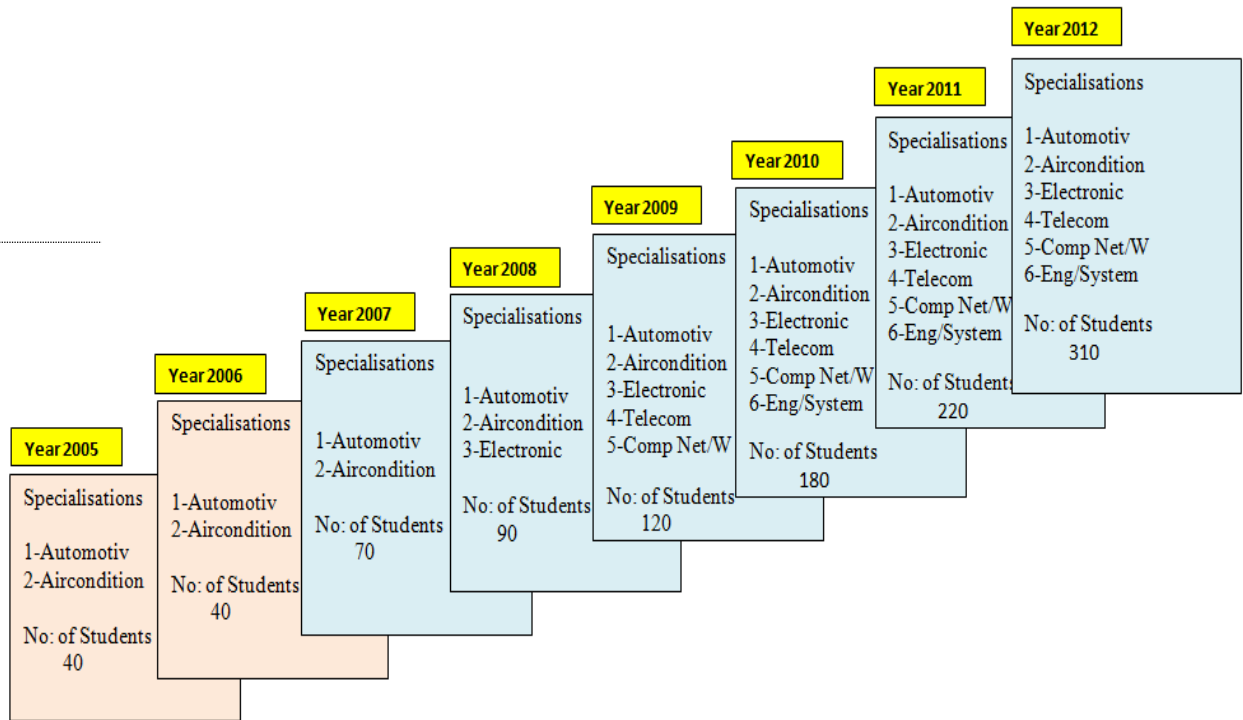 Year 2005
Specialisations
1-Automotiv
2-Aircondition
No: of Students
40
Year 2006
Specialisations
1-Automotiv
2-Aircondition
No: of Students
40
Year 2007
Specialisations
1-Automotiv
2-Aircondition
No: of Students
70
Year 2008
Specialisations
1-Automotiv
2-Aircondition
3-Electronic
No: of Students
90
Year 2009
Specialisations
1-Automotiv
2-Aircondition
3-Electronic
4-Telecom
5-Comp Net/W
No: of Students
120
Year 2010
Specialisations
1-Automotiv
2-Aircondition
3-Electronic
4-Telecom
5-Comp Net/W
6-Eng/System
No: of Students
180
Year 2011
Specialisations
1-Automotiv
2-Aircondition
3-Electronic
4-Telecom
5-Comp Net/W
6-Eng/System
No: of Students
220
Year 2012
Specialisations
1-Automotiv
2-Aircondition
3-Electronic
4-Telecom
5-Comp Net/W
6-Eng/System
No: of Students
310